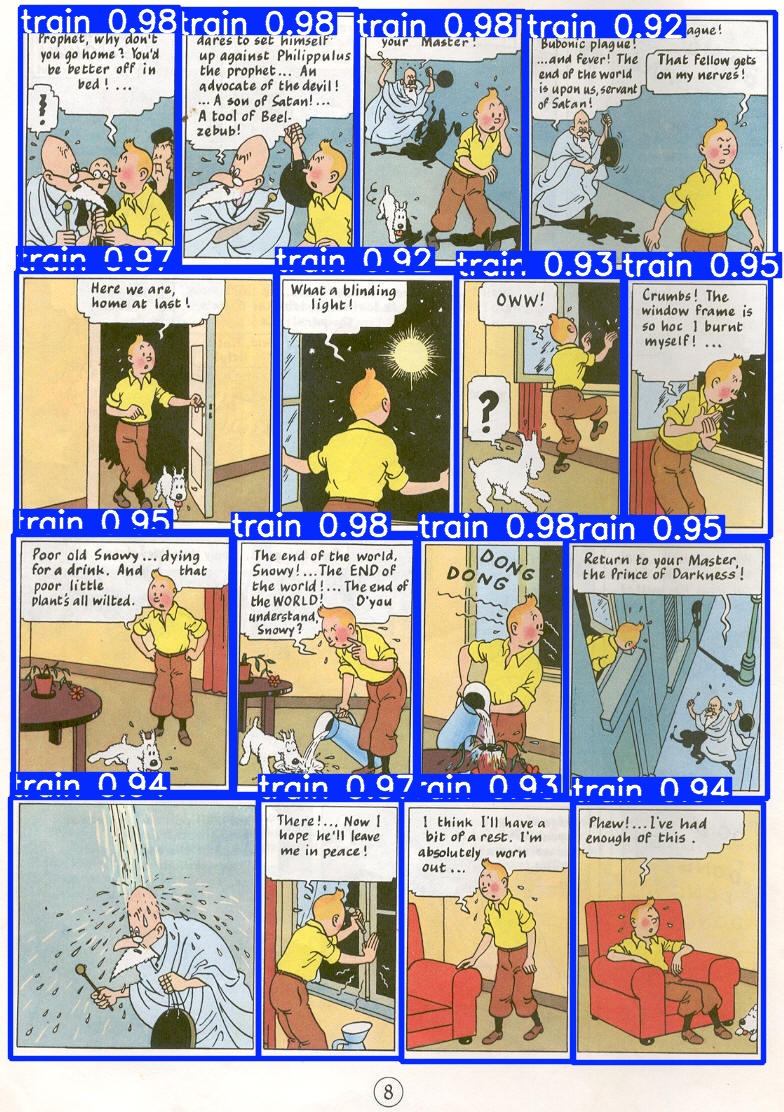 train 0.98
Prophet, why don't
you go home? You'd
be better off in
bed! ...
?
!
train 0.98
dares to set himself
up against Philippulus
the prophet... An
advocate of the devil!
... A son of Satan!...
A tool of Beel-
zebub!
train 0.98
your Master!
train 0.92
ague!
Bubonic plague!
...and fever! The
end of the world
is upon us, servant
of Satan!
That fellow gets
on my nerves!
train 0.97
Here we are,
home at last!
train 0.92
What a blinding
light!
train 0.93
OWW!
?
train 0.95
Crumbs! The
window frame is
so hot I burnt
myself! ...
train 0.95
Poor old Snowy... dying
for a drink. And that
poor little
plant's all wilted.
train 0.98
The end of the world,
Snowy!...The END of
the world!... The end of
the WORLD! D'you
understand,
Snowy?
train 0.98
DONG
DONG
rain 0.95
Return to your Master,
the Prince of Darkness!
train 0.94
train 0.97
There!... Now I
hope he'll leave
me in peace!
train 0.93
I think I'll have a
bit of a rest. I'm
absolutely worn
out...
train 0.94
Phew!...I've had
enough of this.
8